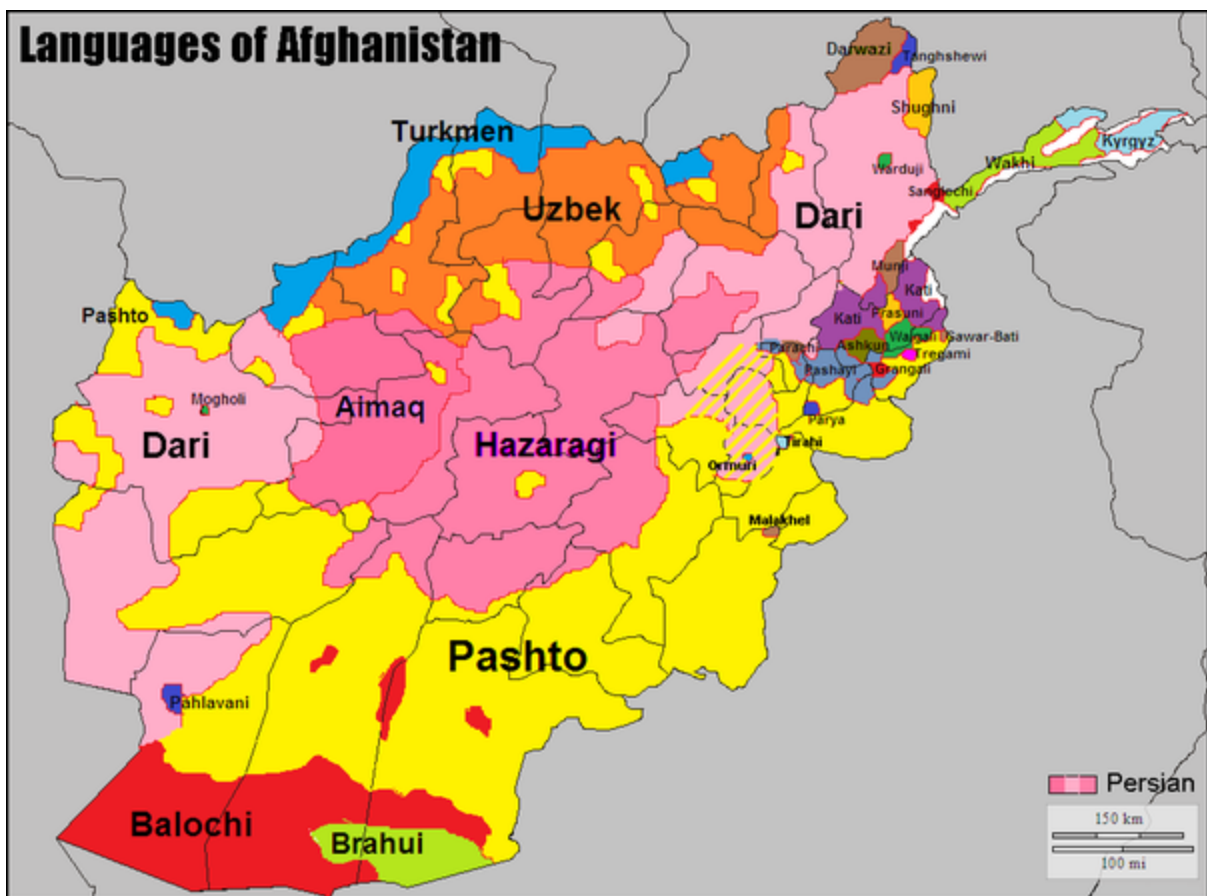 Languages of Afghanistan
Darwazi
Tanghshewi
Shughni
Turkmen
Kyrgyz
Wakhi
Warduji
Sanglechi
Uzbek
Dari
Munji
Kati
Pashto
Prasuni
Kati
Waigali
Gawar-Bati
Ashkun
Parachi
Tregami
Pashayi
Grangali
Mogholi
Aimaq
Parya
Dari
Hazaragi
Tirahi
Ormuri
Malakhel
Pashto
Pahlavani
Persian
Balochi
Brahui
150 km
100 mi